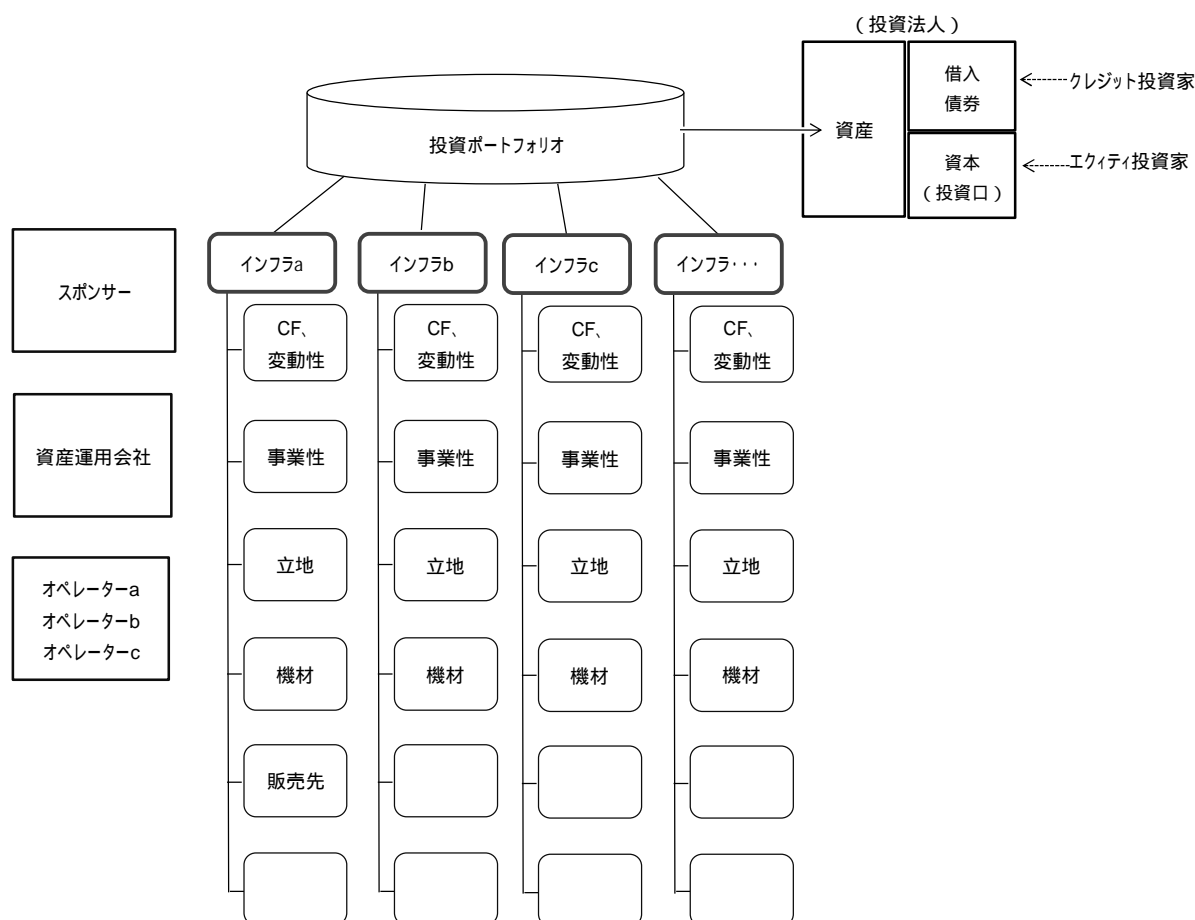 （投資法人）
借入
債券
クレジット投資家
資産
資本
（投資口）
エクィティ投資家
投資ポートフォリオ
スポンサー
資産運用会社
オペレーターa
オペレーターb
オペレーターc
インフラa
インフラb
インフラc
インフラ・・・
CF、
変動性
CF、
変動性
CF、
変動性
CF、
変動性
事業性
事業性
事業性
事業性
立地
立地
立地
立地
機材
機材
機材
機材
販売先